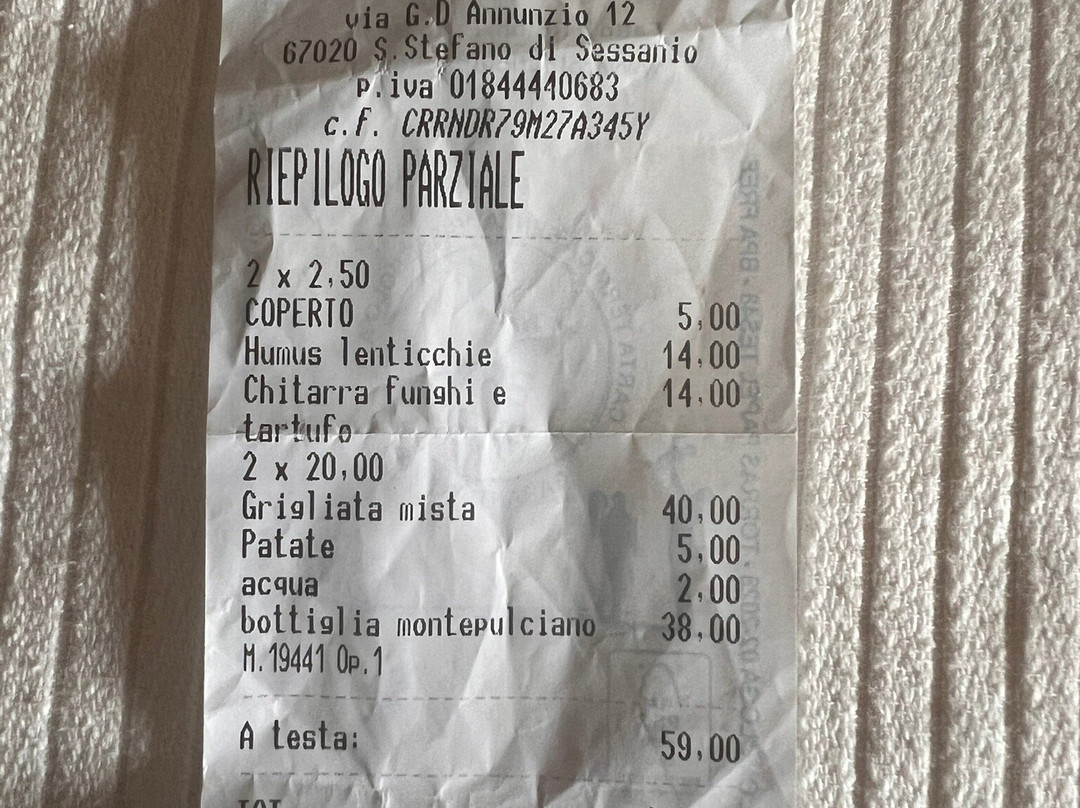 via G.D Annunzio 12
67020 S.Stefano di Sessanio
p.iva 01844440683
c.f. CRRNDR79M27A345Y
RIEPILOGO PARZIALE
2 x 2,50
COPERTO 5,00
Humus lenticchie 14,00
Chitarra funghi e 14,00
tartufo
2 x 20,00
Grigliata mista 40,00
Patate 5,00
acqua 2,00
bottiglia montepulciano 38,00
M.19441 Op.1
A testa: 59,00